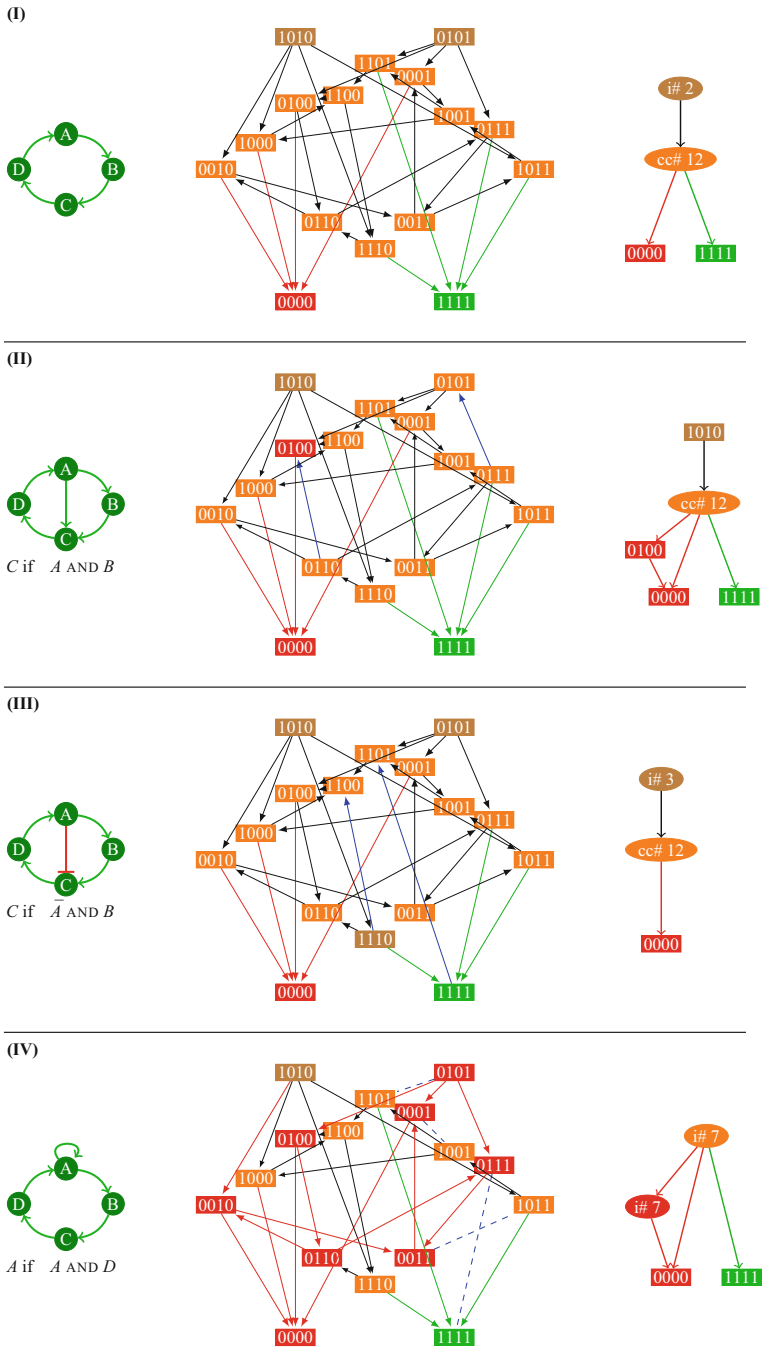 (I)
1010 0101
1101
0001
i# 2
0100 1100
A
1001
0111
1000
D B
0010 1011
cc# 12
C
0110 0011
1110
0000 1111
0000 1111
(II)
1010 0101
1101
0001
1010
0100 1100
A
1001
0111
1000
D B
0010 1011
cc# 12
C
0100
C if A AND B
0110 0011
1110
0000 1111
0000 1111
(III)
1010 0101
1101
0001
i# 3
0100 1100
A
1001
0111
1000
D B
0010 1011
cc# 12
C
C if Ā AND B
0110 0011
1110
0000
0000 1111
(IV)
1010 0101
1101
0001
0100 1100
i# 7
A
1001
0111
1000
D B
0010 1011
i# 7
C
A if A AND D
0110 0011
1110
0000 1111
0000 1111